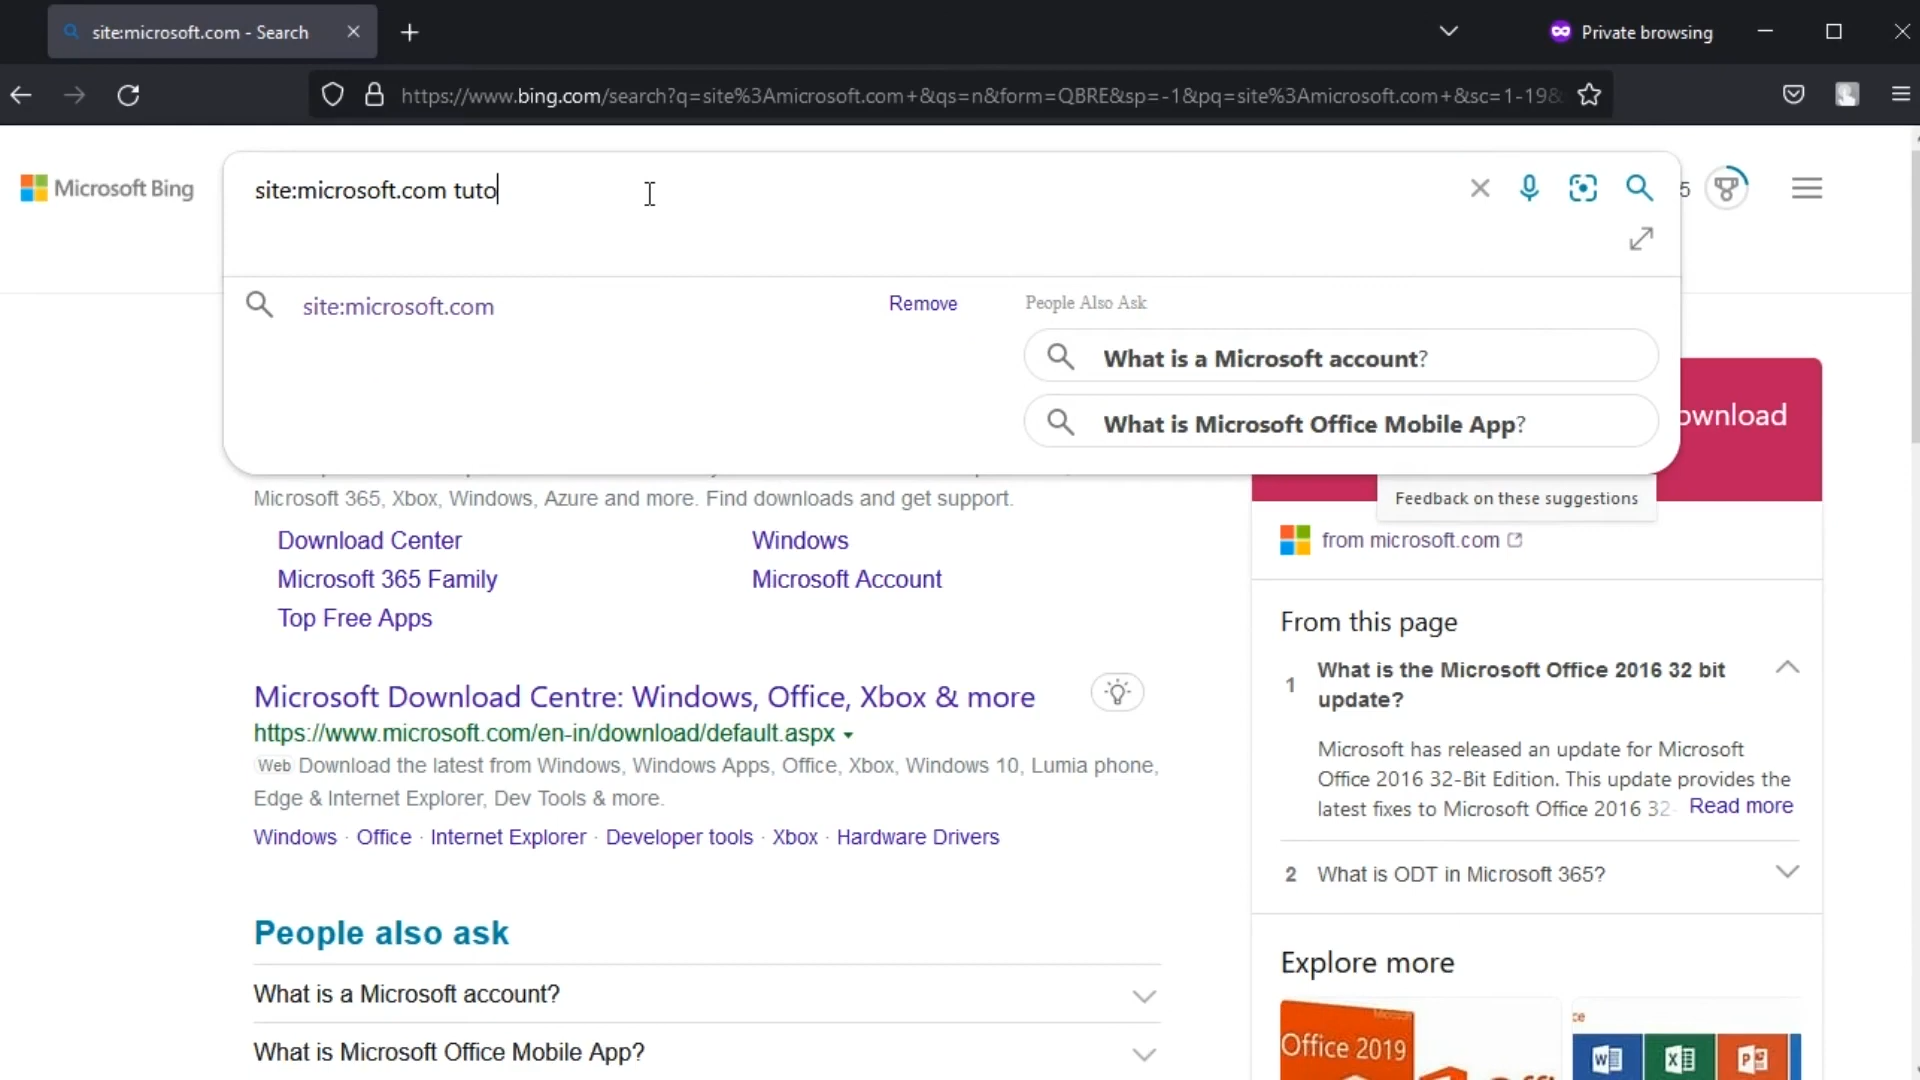 site:microsoft.com - Search
Private browsing
https://www.bing.com/search?q=site%3Amicrosoft.com+&qs=n&form=QBRE&sp=-1&pq=site%3Amicrosoft.com+&sc=1-19&
Microsoft Bing
site:microsoft.com tuto
5
site:microsoft.com
Remove
People Also Ask
What is a Microsoft account?
What is Microsoft Office Mobile App?
ownload
Feedback on these suggestions
Microsoft 365, Xbox, Windows, Azure and more. Find downloads and get support.
Download Center
Windows
Microsoft 365 Family
Microsoft Account
Top Free Apps
Microsoft Download Centre: Windows, Office, Xbox & more
https://www.microsoft.com/en-in/download/default.aspx
Web Download the latest from Windows, Windows Apps, Office, Xbox, Windows 10, Lumia phone,
Edge & Internet Explorer, Dev Tools & more.
Windows · Office · Internet Explorer · Developer tools · Xbox · Hardware Drivers
People also ask
What is a Microsoft account?
What is Microsoft Office Mobile App?
from microsoft.com
From this page
1 What is the Microsoft Office 2016 32 bit
update?
Microsoft has released an update for Microsoft
Office 2016 32-Bit Edition. This update provides the
latest fixes to Microsoft Office 2016 32- Read more
2 What is ODT in Microsoft 365?
Explore more
Microsoft
Office 2019
ce